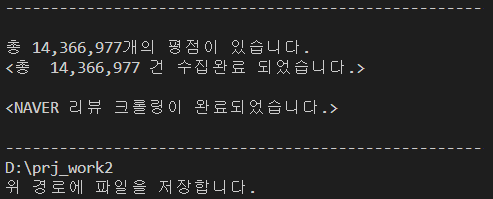 --------------------------------------------------
총 14,366,977개의 평점이 있습니다.
<총  14,366,977 건 수집완료 되었습니다.>
<NAVER 리뷰 크롤링이 완료되었습니다.>
--------------------------------------------------
D:\prj_work2
위 경로에 파일을 저장합니다.